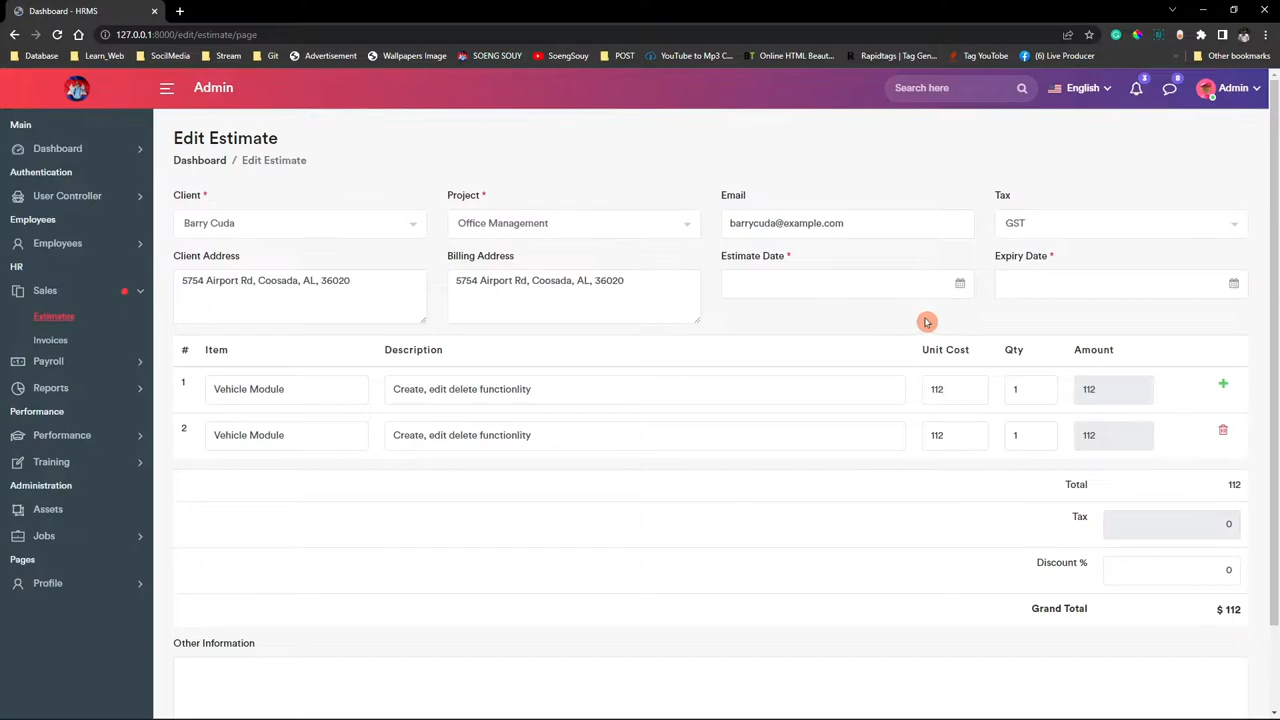 Dashboard - HRMS
127.0.0.1:8000/edit/estimate/page
Database Learn_Web SocilMedia Stream Git Advertisement Wallpapers Image SOENG SOUY SoengSouy POST YouTube to Mp3 C... Online HTML Beaut... Rapidtags | Tag Gen... Tag YouTube (6) Live Producer Other bookmarks
Admin
Search here
English
3
8
Admin
Main
Dashboard
Authentication
User Controller
Employees
Employees
HR
Sales
Estimates
Invoices
Payroll
Reports
Performance
Performance
Training
Administration
Assets
Jobs
Pages
Profile
Edit Estimate
Dashboard / Edit Estimate
Client * Project * Email Tax
Barry Cuda Office Management barrycuda@example.com GST
Client Address Billing Address Estimate Date * Expiry Date *
5754 Airport Rd, Coosada, AL, 36020 5754 Airport Rd, Coosada, AL, 36020
# Item Description Unit Cost Qty Amount
1 Vehicle Module Create, edit delete functionlity 112 1 112
2 Vehicle Module Create, edit delete functionlity 112 1 112
Total 112
Tax 0
Discount % 0
Grand Total $ 112
Other Information